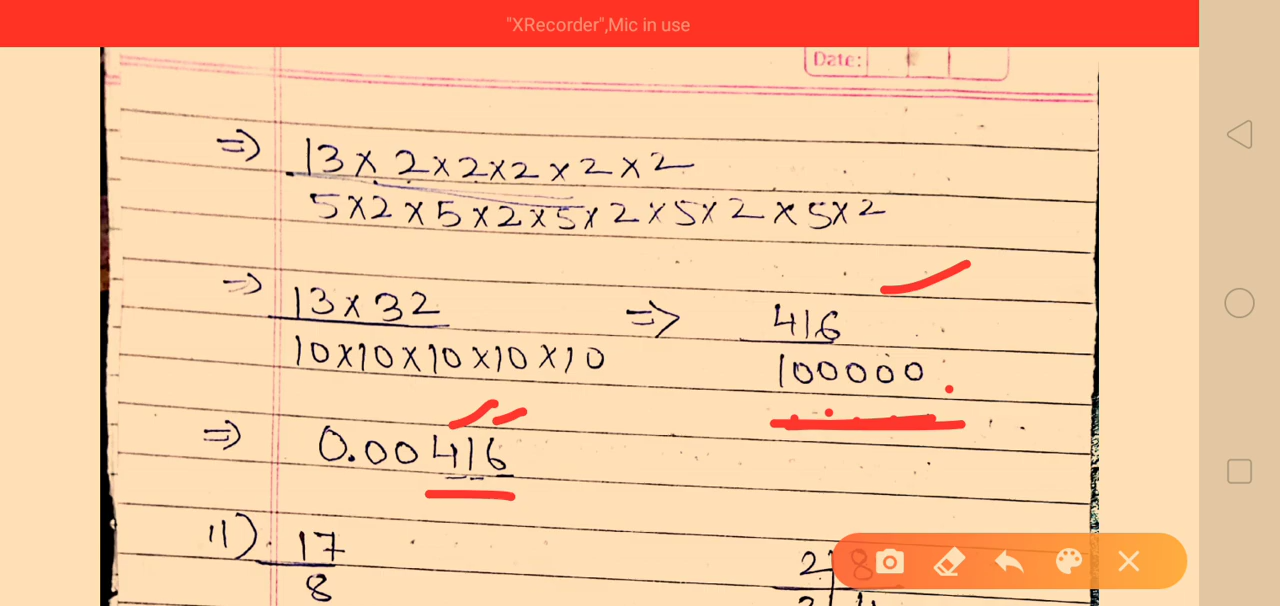 "XRecorder",Mic in use
Date:
=> 13 × 2 × 2 × 2 × 2 × 2
5 × 2 × 5 × 2 × 5 × 2 × 5 × 2 × 5 × 2
=> 13 × 32 => 416
10 × 10 × 10 × 10 × 10 100000
=> 0.00416
11) 17 2 8
8